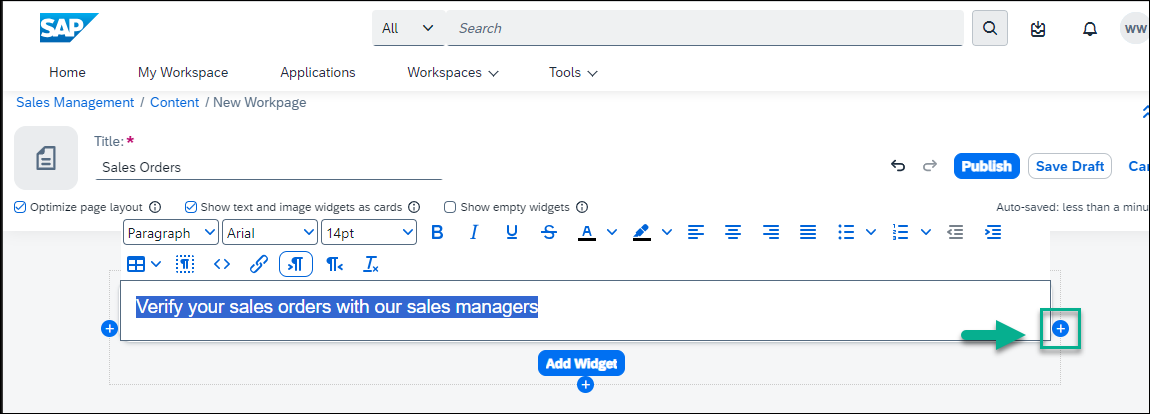 SAP All Search WW
Home My Workspace Applications Workspaces Tools
Sales Management / Content / New Workpage
Title: *
Sales Orders
Publish Save Draft Car
Optimize page layout Show text and image widgets as cards Show empty widgets Auto-saved: less than a minu
Paragraph Arial 14pt B I U S A
Verify your sales orders with our sales managers
Add Widget